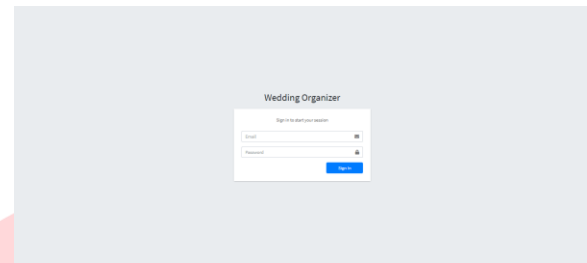 Wedding Organizer
Sign in to start your session
Email
Password
Sign In